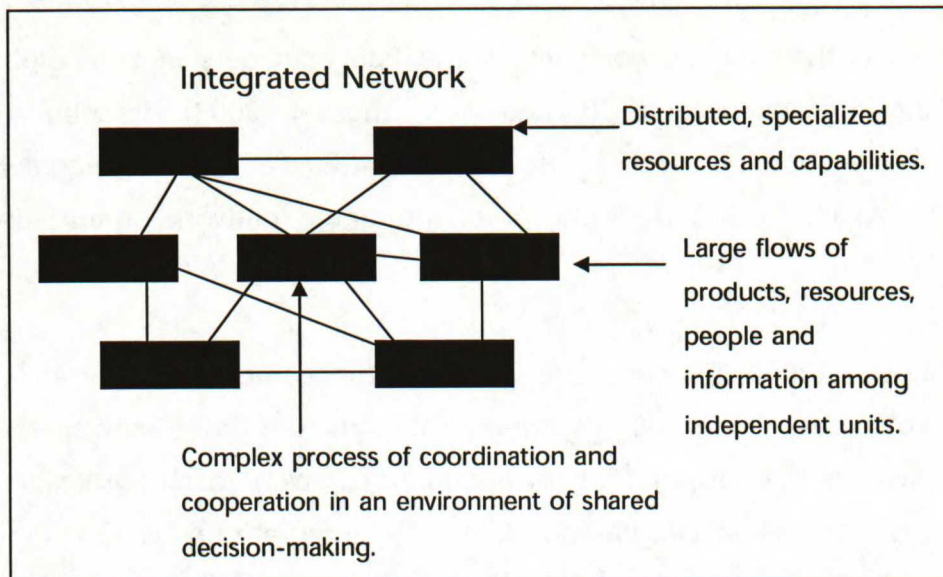 Integrated Network
Distributed, specialized
resources and capabilities.
Large flows of
products, resources,
people and
information among
independent units.
Complex process of coordination and
cooperation in an environment of shared
decision-making.